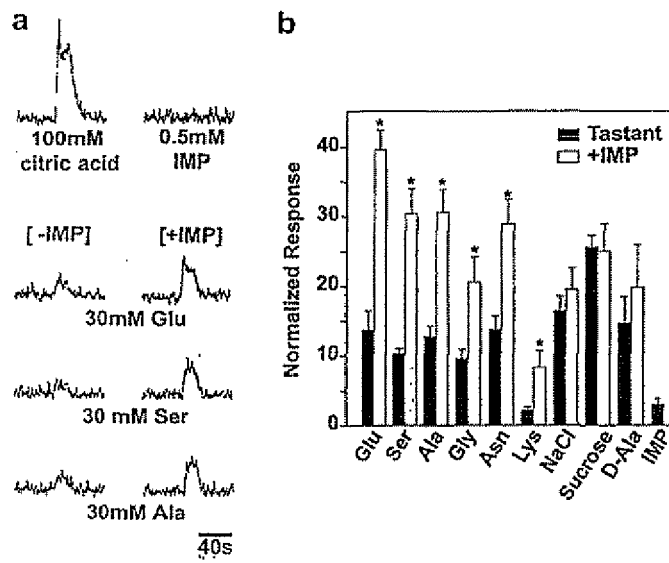 a
100mM
citric acid
0.5mM
IMP
[ -IMP]
[+IMP]
30mM Glu
30 mM Ser
30mM Ala
40s
b
Normalized Response
40
30
20
10
0
Tastant
+IMP
*
*
*
*
*
*
Glu
Ser
Ala
Gly
Asn
Lys
NaCl
Sucrose
D-Ala
IMP